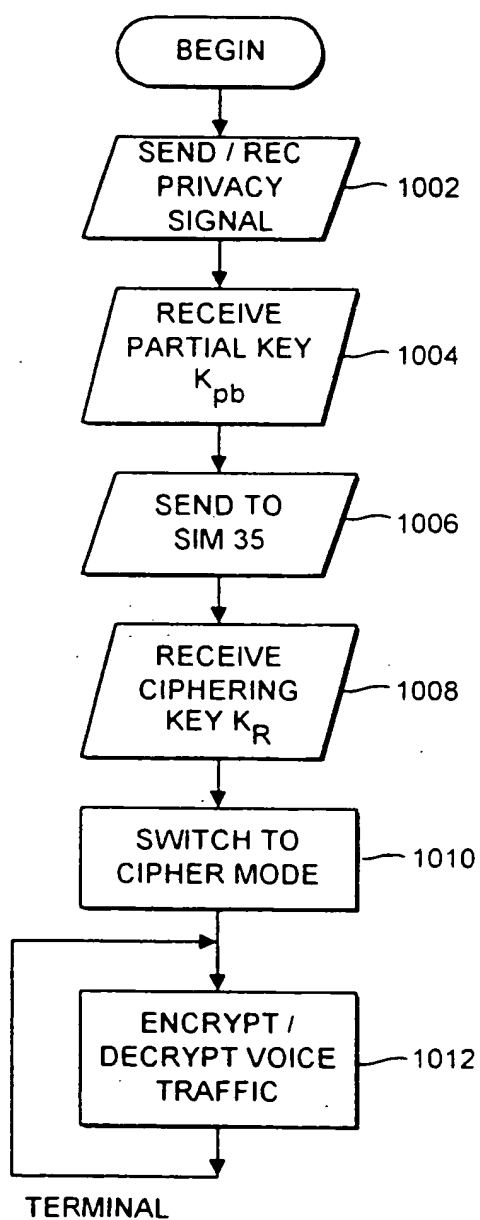 BEGIN
SEND / REC
PRIVACY
SIGNAL
1002
RECEIVE
PARTIAL KEY
Kpb
1004
SEND TO
SIM 35
1006
RECEIVE
CIPHERING
KEY KR
1008
SWITCH TO
CIPHER MODE
1010
ENCRYPT /
DECRYPT VOICE
TRAFFIC
1012
TERMINAL